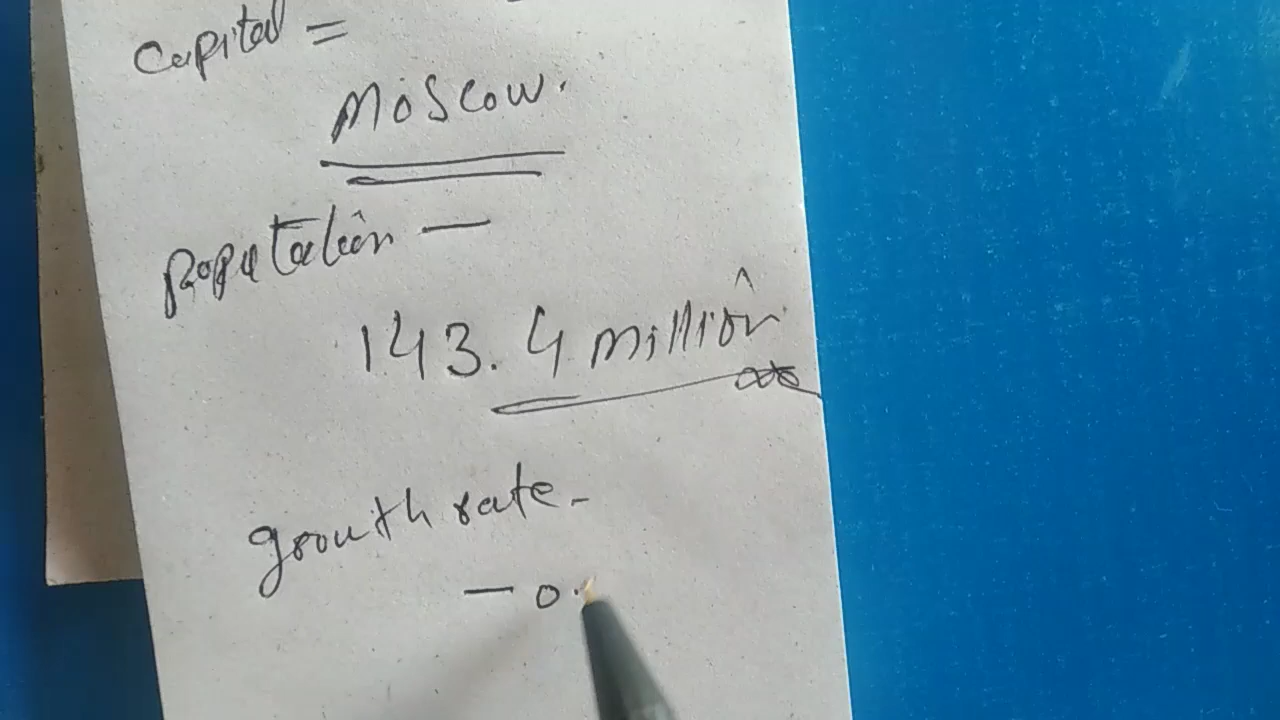 Capital =
Moscow.
Population —
143.4 million
growth rate -
— 0.